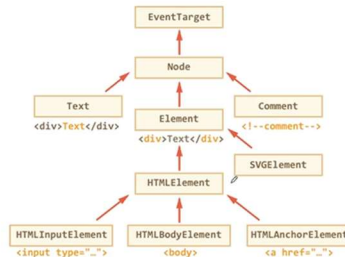 EventTarget
Node
Text
<div>Text</div>
Element
<div>Text</div>
Comment
<!--comment-->
SVGElement
HTMLElement
HTMLInputElement
<input type="…">
HTMLBodyElement
<body>
HTMLAnchorElement
<a href="…">